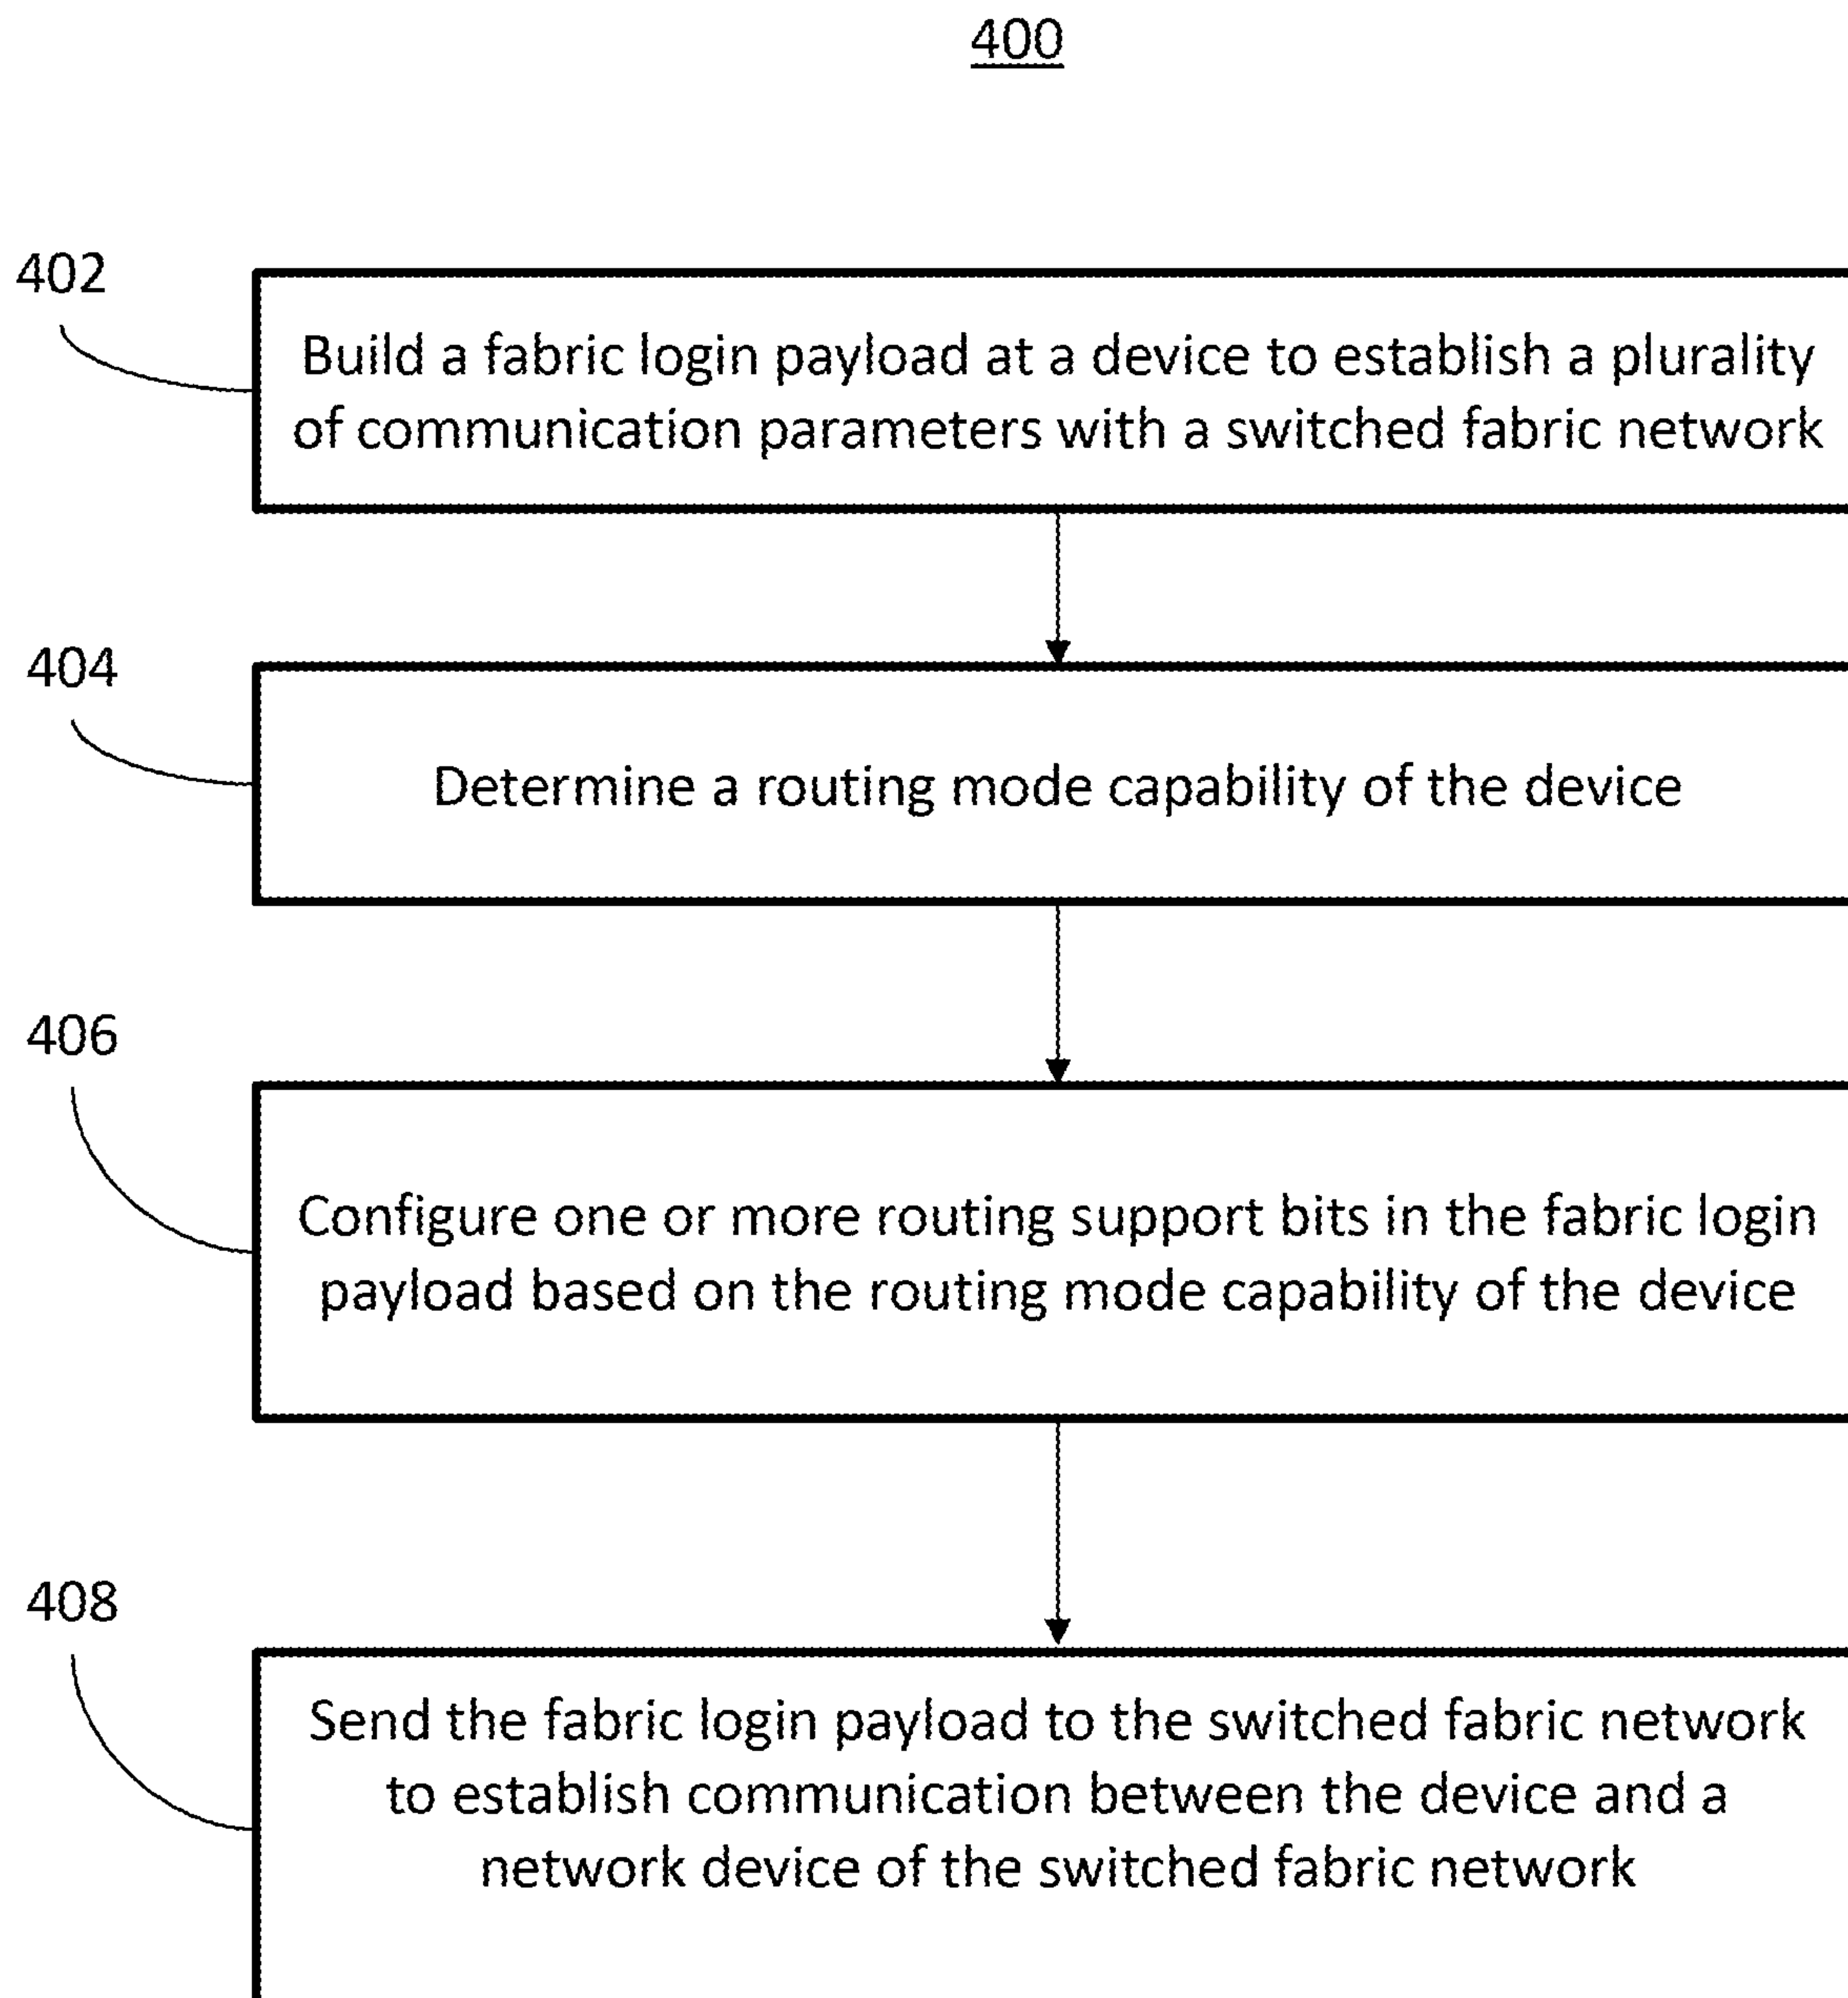 400
402
Build a fabric login payload at a device to establish a plurality
of communication parameters with a switched fabric network
404
Determine a routing mode capability of the device
406
Configure one or more routing support bits in the fabric login
payload based on the routing mode capability of the device
408
Send the fabric login payload to the switched fabric network
to establish communication between the device and a
network device of the switched fabric network